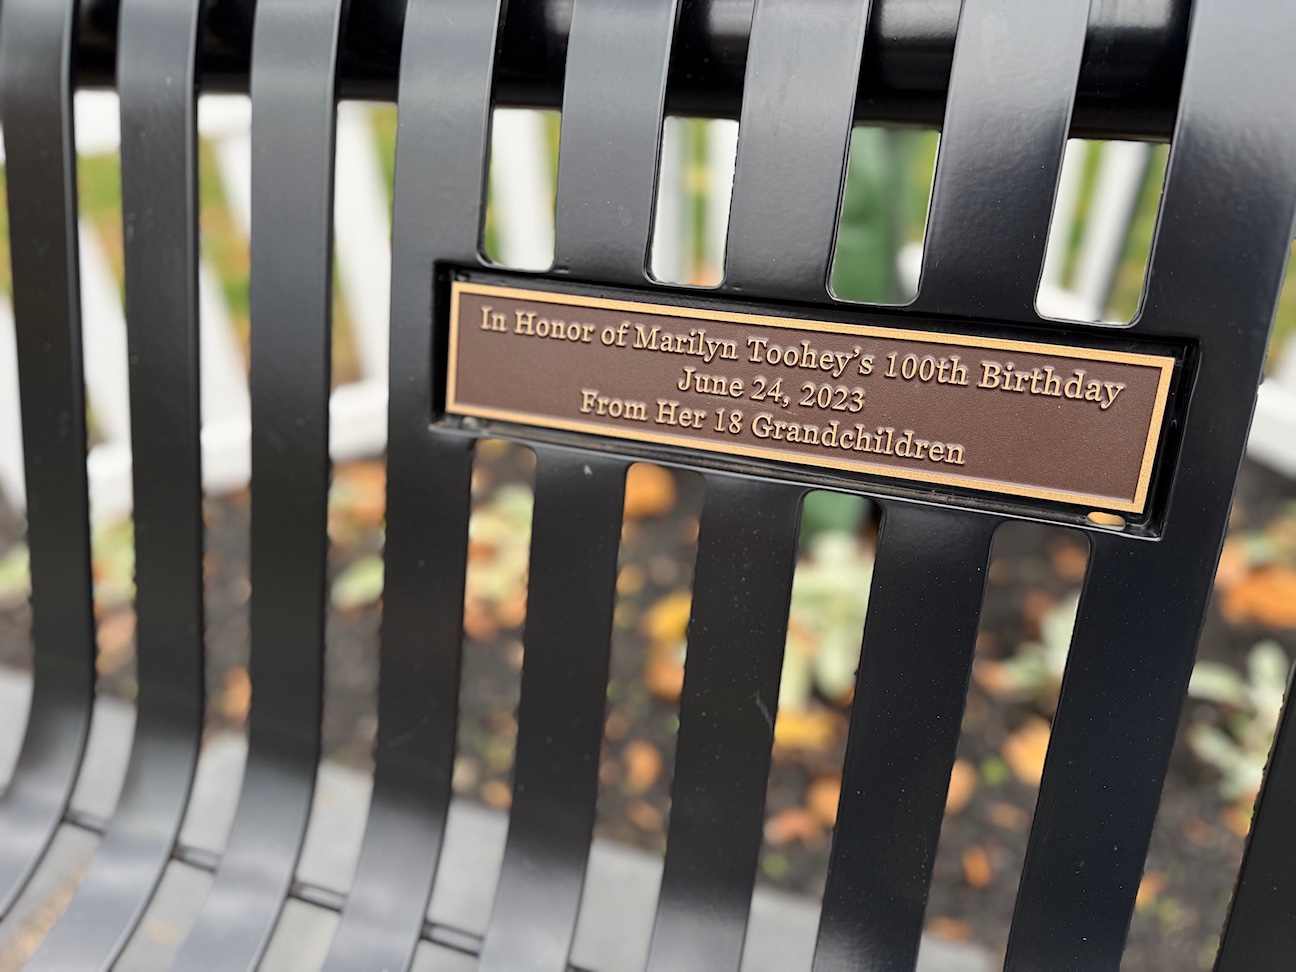 In Honor of Marilyn Toohey's 100th Birthday
June 24, 2023
From Her 18 Grandchildren